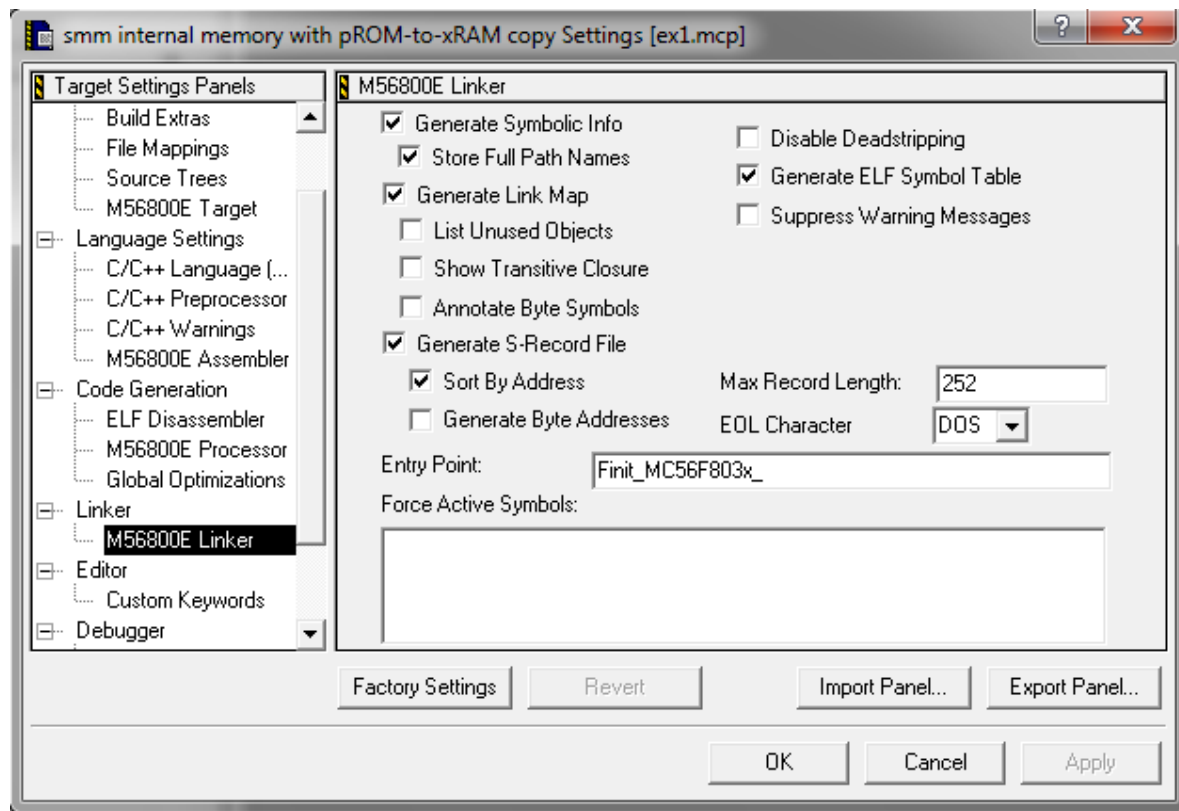 smm internal memory with pROM-to-xRAM copy Settings [ex1.mcp]
Target Settings Panels
Build Extras
File Mappings
Source Trees
M56800E Target
Language Settings
C/C++ Language (...
C/C++ Preprocessor
C/C++ Warnings
M56800E Assembler
Code Generation
ELF Disassembler
M56800E Processor
Global Optimizations
Linker
M56800E Linker
Editor
Custom Keywords
Debugger
M56800E Linker
Generate Symbolic Info
Store Full Path Names
Generate Link Map
List Unused Objects
Show Transitive Closure
Annotate Byte Symbols
Disable Deadstripping
Generate ELF Symbol Table
Suppress Warning Messages
Generate S-Record File
Sort By Address
Max Record Length: 252
Generate Byte Addresses
EOL Character DOS
Entry Point: Finit_MC56F803x_
Force Active Symbols:
Factory Settings Revert Import Panel... Export Panel...
OK Cancel Apply